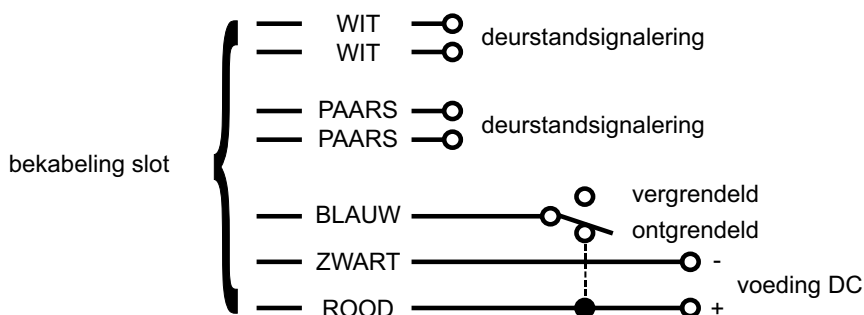 WIT
WIT
deurstandsignalering
PAARS
PAARS
deurstandsignalering
bekabeling slot
BLAUW
vergrendeld
ontgrendeld
ZWART
-
voeding DC
ROOD
+